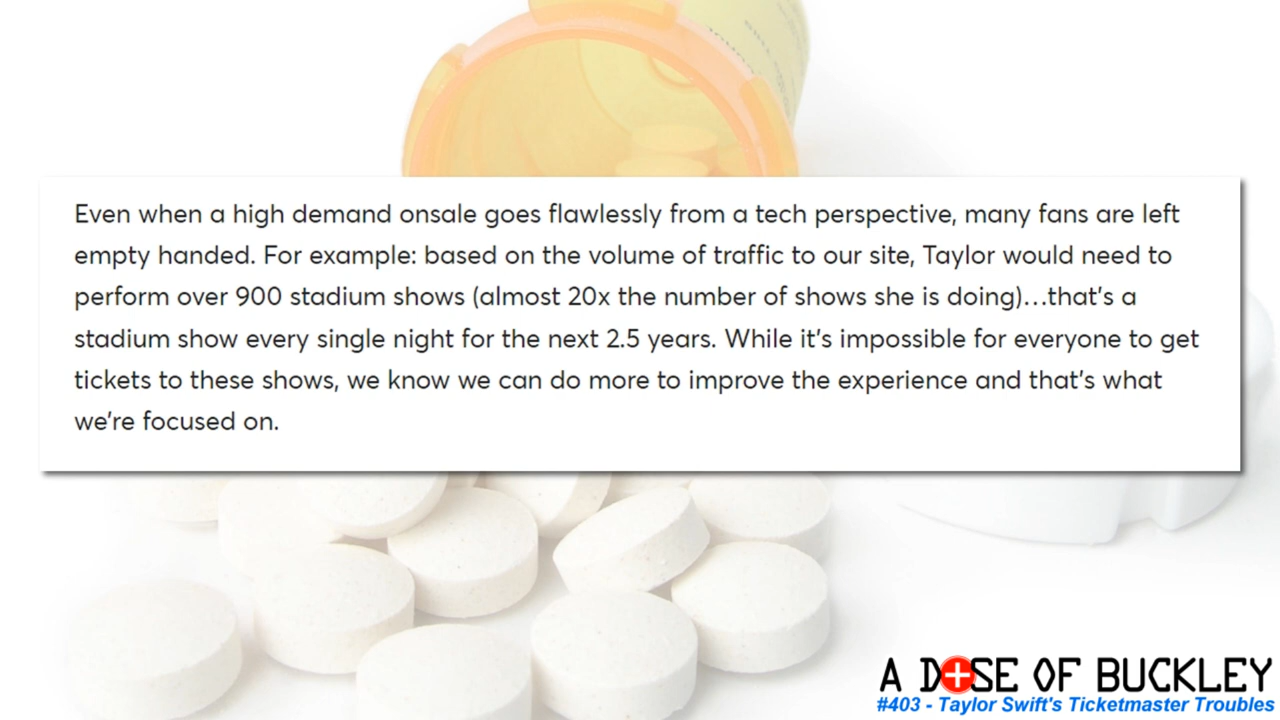 Even when a high demand onsale goes flawlessly from a tech perspective, many fans are left
empty handed. For example: based on the volume of traffic to our site, Taylor would need to
perform over 900 stadium shows (almost 20x the number of shows she is doing)…that's a
stadium show every single night for the next 2.5 years. While it's impossible for everyone to get
tickets to these shows, we know we can do more to improve the experience and that's what
we're focused on.
A DOSE OF BUCKLEY
#403 - Taylor Swift's Ticketmaster Troubles